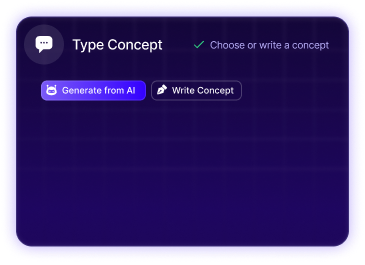 Type Concept
Choose or write a concept
Generate from AI
Write Concept